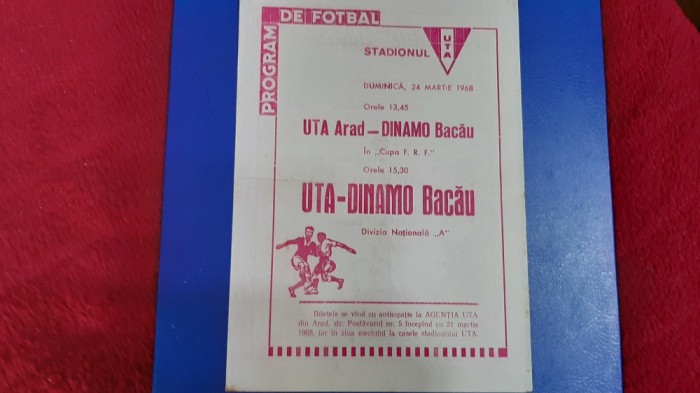 PROGRAM DE FOTBAL
STADIONUL UTA
DUMINICĂ, 24 MARTIE 1968
Orele 13,45
UTA Arad — DINAMO Bacău
În „Cupa F. R. F."
Orele 15,30
UTA-DINAMO Bacău
Divizia Națională „A"
Biletele se vînd cu anticipație la AGENȚIA UTA
din Arad, str. Postăvarul nr. 5 începînd cu 21 martie
1968, iar în ziua meciului la casele stadionului UTA.